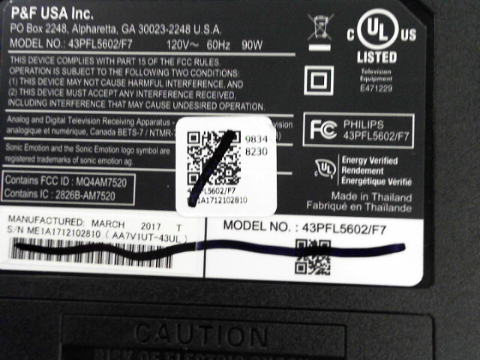 P&F USA Inc.
PO Box 2248, Alpharetta, GA 30023-2248 U.S.A.
MODEL NO. : 43PFL5602/F7 120V~ 60Hz 90W
THIS DEVICE COMPLIES WITH PART 15 OF THE FCC RULES.
OPERATION IS SUBJECT TO THE FOLLOWING TWO CONDITIONS:
(1) THIS DEVICE MAY NOT CAUSE HARMFUL INTERFERENCE, AND
(2) THIS DEVICE MUST ACCEPT ANY INTERFERENCE RECEIVED,
INCLUDING INTERFERENCE THAT MAY CAUSE UNDESIRED OPERATION.
Analog and Digital Television Receiving Apparatus
analogique et numérique, Canada BETS-7 / NTMR-7
Sonic Emotion and the Sonic Emotion logo are
registered trademarks of sonic emotion ag.
Contains FCC ID : MQ4AM7520
Contains IC : 2826B-AM7520
C UL US
LISTED
Television
Equipment
E471229
FC PHILIPS
43PFL5602/F7
UL Energy Verified
Rendement
Énergétique Vérifié
Made in Thailand
Fabriqué en Thaïlande
9834
8230
PFL5602/F7
E1A1712102810
MANUFACTURED: MARCH 2017 T
S/N ME1A1712102810 ( AA7V1UT-43UL)
MODEL NO. : 43PFL5602/F7
CAUTION